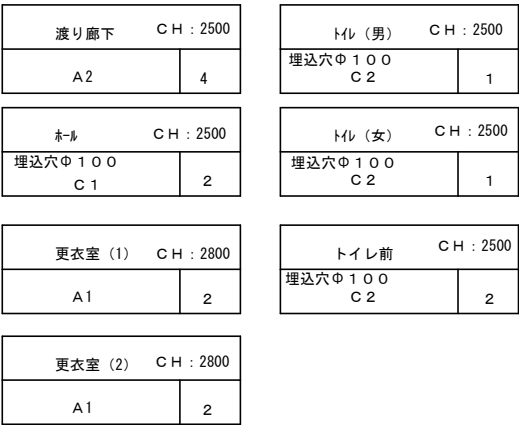 渡り廊下 CH：2500
A2 4
ﾎｰﾙ CH：2500
埋込穴Φ１００
C1 2
更衣室（1） CH：2800
A1 2
更衣室（2） CH：2800
A1 2
ﾄｲﾚ（男） CH：2500
埋込穴Φ１００
C2 1
ﾄｲﾚ（女） CH：2500
埋込穴Φ１００
C2 1
トイレ前 CH：2500
埋込穴Φ１００
C2 2